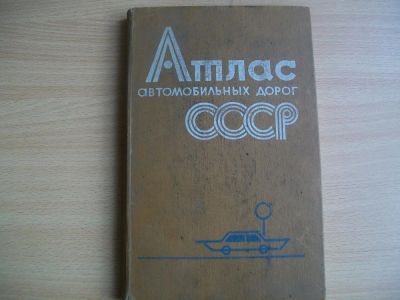 Атлас
автомобильных дорог
СССР